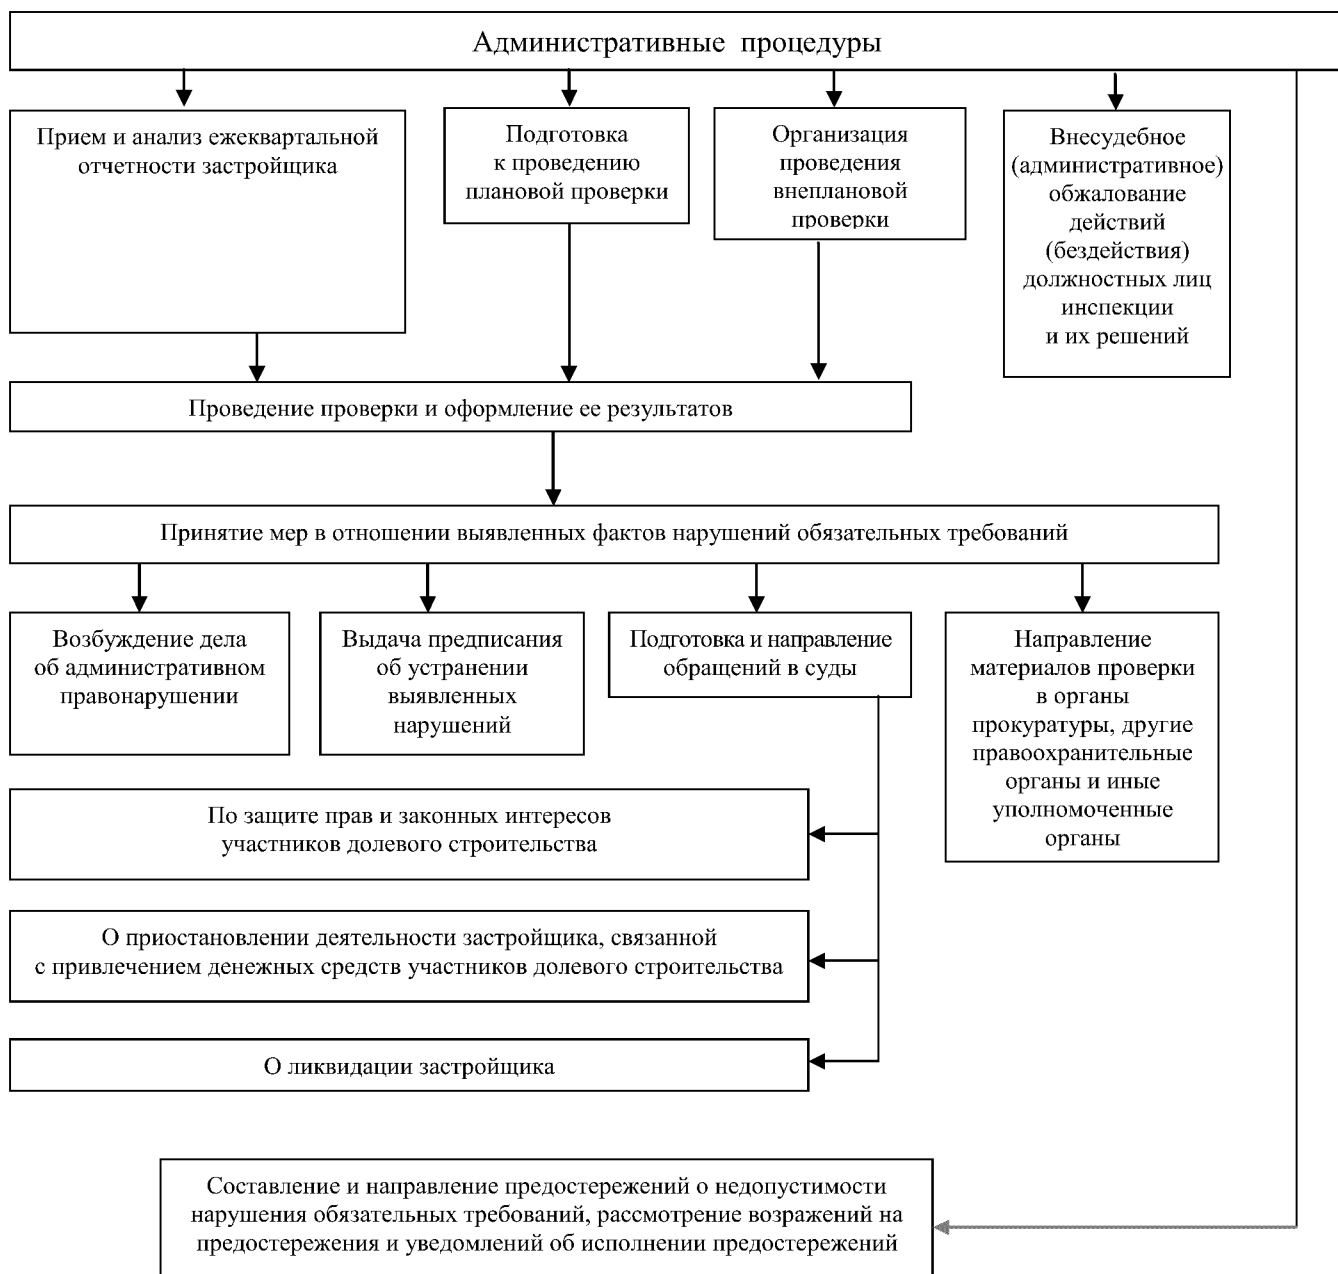 Административные процедуры
Прием и анализ ежеквартальной
отчетности застройщика
Подготовка
к проведению
плановой проверки
Организация
проведения
внеплановой
проверки
Внесудебное
(административное)
обжалование
действий
(бездействия)
должностных лиц
инспекции
и их решений
Проведение проверки и оформление ее результатов
Принятие мер в отношении выявленных фактов нарушений обязательных требований
Возбуждение дела
об административном
правонарушении
Выдача предписания
об устранении
выявленных
нарушений
Подготовка и направление
обращений в суды
Направление
материалов проверки
в органы
прокуратуры, другие
правоохранительные
органы и иные
уполномоченные
органы
По защите прав и законных интересов
участников долевого строительства
О приостановлении деятельности застройщика, связанной
с привлечением денежных средств участников долевого строительства
О ликвидации застройщика
Составление и направление предостережений о недопустимости
нарушения обязательных требований, рассмотрение возражений на
предостережения и уведомлений об исполнении предостережений